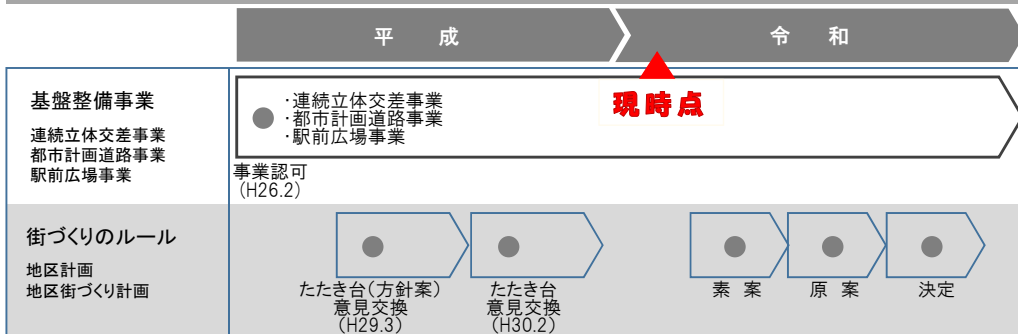 平 成
令 和
現時点
基盤整備事業
連続立体交差事業
都市計画道路事業
駅前広場事業
・連続立体交差事業
・都市計画道路事業
・駅前広場事業
事業認可
(H26.2)
街づくりのルール
地区計画
地区街づくり計画
たたき台(方針案)
意見交換
(H29.3)
たたき台
意見交換
(H30.2)
素 案
原 案
決定